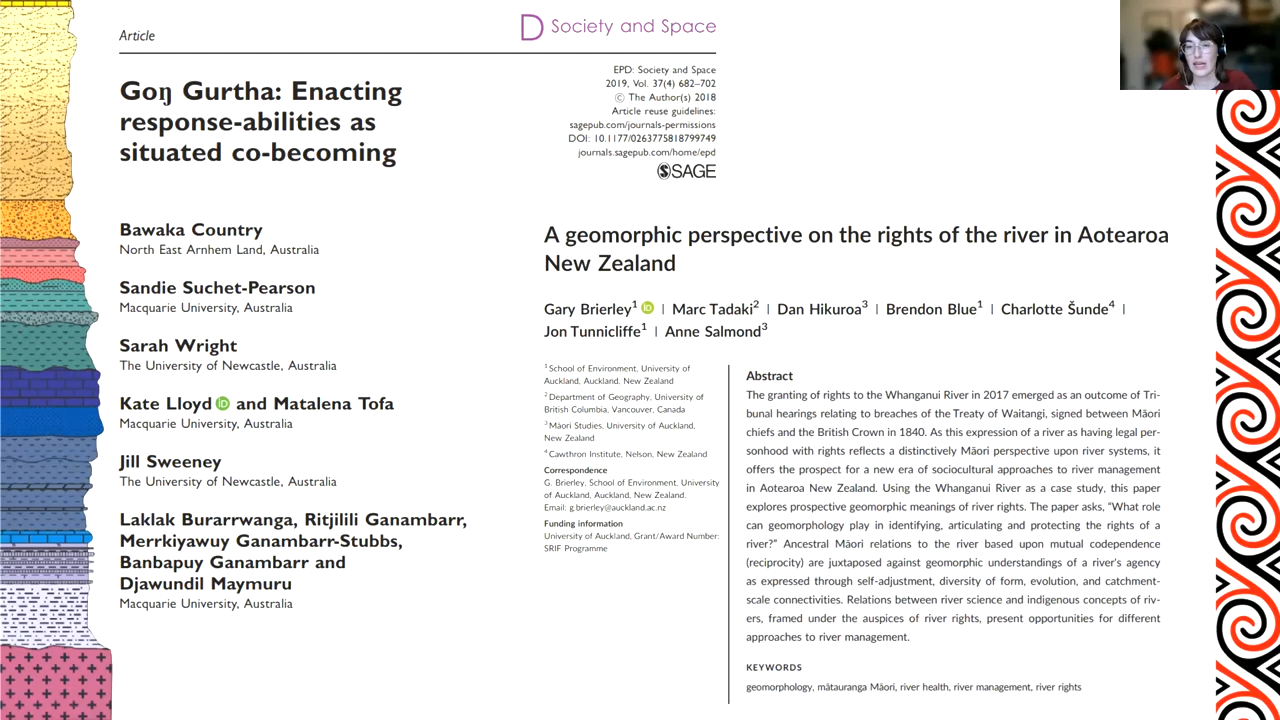 Article
D Society and Space
Goŋ Gurtha: Enacting
response-abilities as
situated co-becoming
EPD: Society and Space
2019, Vol. 37(4) 682–702
© The Author(s) 2018
Article reuse guidelines:
sagepub.com/journals-permissions
DOI: 10.1177/0263775818799749
journals.sagepub.com/home/epd
SAGE
Bawaka Country
North East Arnhem Land, Australia
Sandie Suchet-Pearson
Macquarie University, Australia
Sarah Wright
The University of Newcastle, Australia
Kate Lloyd iD and Matalena Tofa
Macquarie University, Australia
Jill Sweeney
The University of Newcastle, Australia
Laklak Burarrwanga, Ritjilili Ganambarr,
Merrkiyawuy Ganambarr-Stubbs,
Banbapuy Ganambarr and
Djawundil Maymuru
Macquarie University, Australia
A geomorphic perspective on the rights of the river in Aotearoa
New Zealand
Gary Brierley1 iD | Marc Tadaki2 | Dan Hikuroa3 | Brendon Blue1 | Charlotte Šunde4 |
Jon Tunnicliffe1 | Anne Salmond3
1 School of Environment, University of
Auckland, Auckland, New Zealand
2 Department of Geography, University of
British Columbia, Vancouver, Canada
3 Māori Studies, University of Auckland,
New Zealand
4 Cawthron Institute, Nelson, New Zealand
Correspondence
G. Brierley, School of Environment, University
of Auckland, Auckland, New Zealand.
Email: g.brierley@auckland.ac.nz
Funding information
University of Auckland, Grant/Award Number:
SRIF Programme
Abstract
The granting of rights to the Whanganui River in 2017 emerged as an outcome of Tri-
bunal hearings relating to breaches of the Treaty of Waitangi, signed between Māori
chiefs and the British Crown in 1840. As this expression of a river as having legal per-
sonhood with rights reflects a distinctively Māori perspective upon river systems, it
offers the prospect for a new era of sociocultural approaches to river management
in Aotearoa New Zealand. Using the Whanganui River as a case study, this paper
explores prospective geomorphic meanings of river rights. The paper asks, "What role
can geomorphology play in identifying, articulating and protecting the rights of a
river?" Ancestral Māori relations to the river based upon mutual codependence
(reciprocity) are juxtaposed against geomorphic understandings of a river's agency
as expressed through self-adjustment, diversity of form, evolution, and catchment-
scale connectivities. Relations between river science and indigenous concepts of riv-
ers, framed under the auspices of river rights, present opportunities for different
approaches to river management.
KEYWORDS
geomorphology, mātauranga Māori, river health, river management, river rights